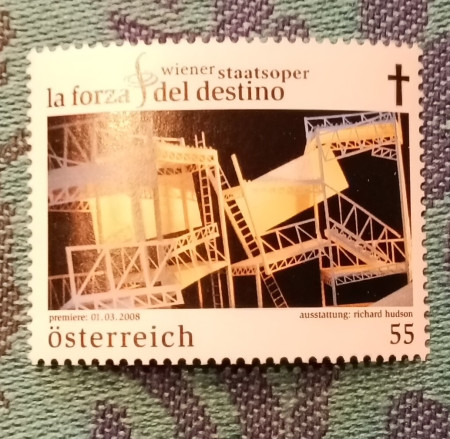 wiener staatsoper
la forza del destino
premiere: 01.03.2008
ausstattung: richard hudson
österreich
55